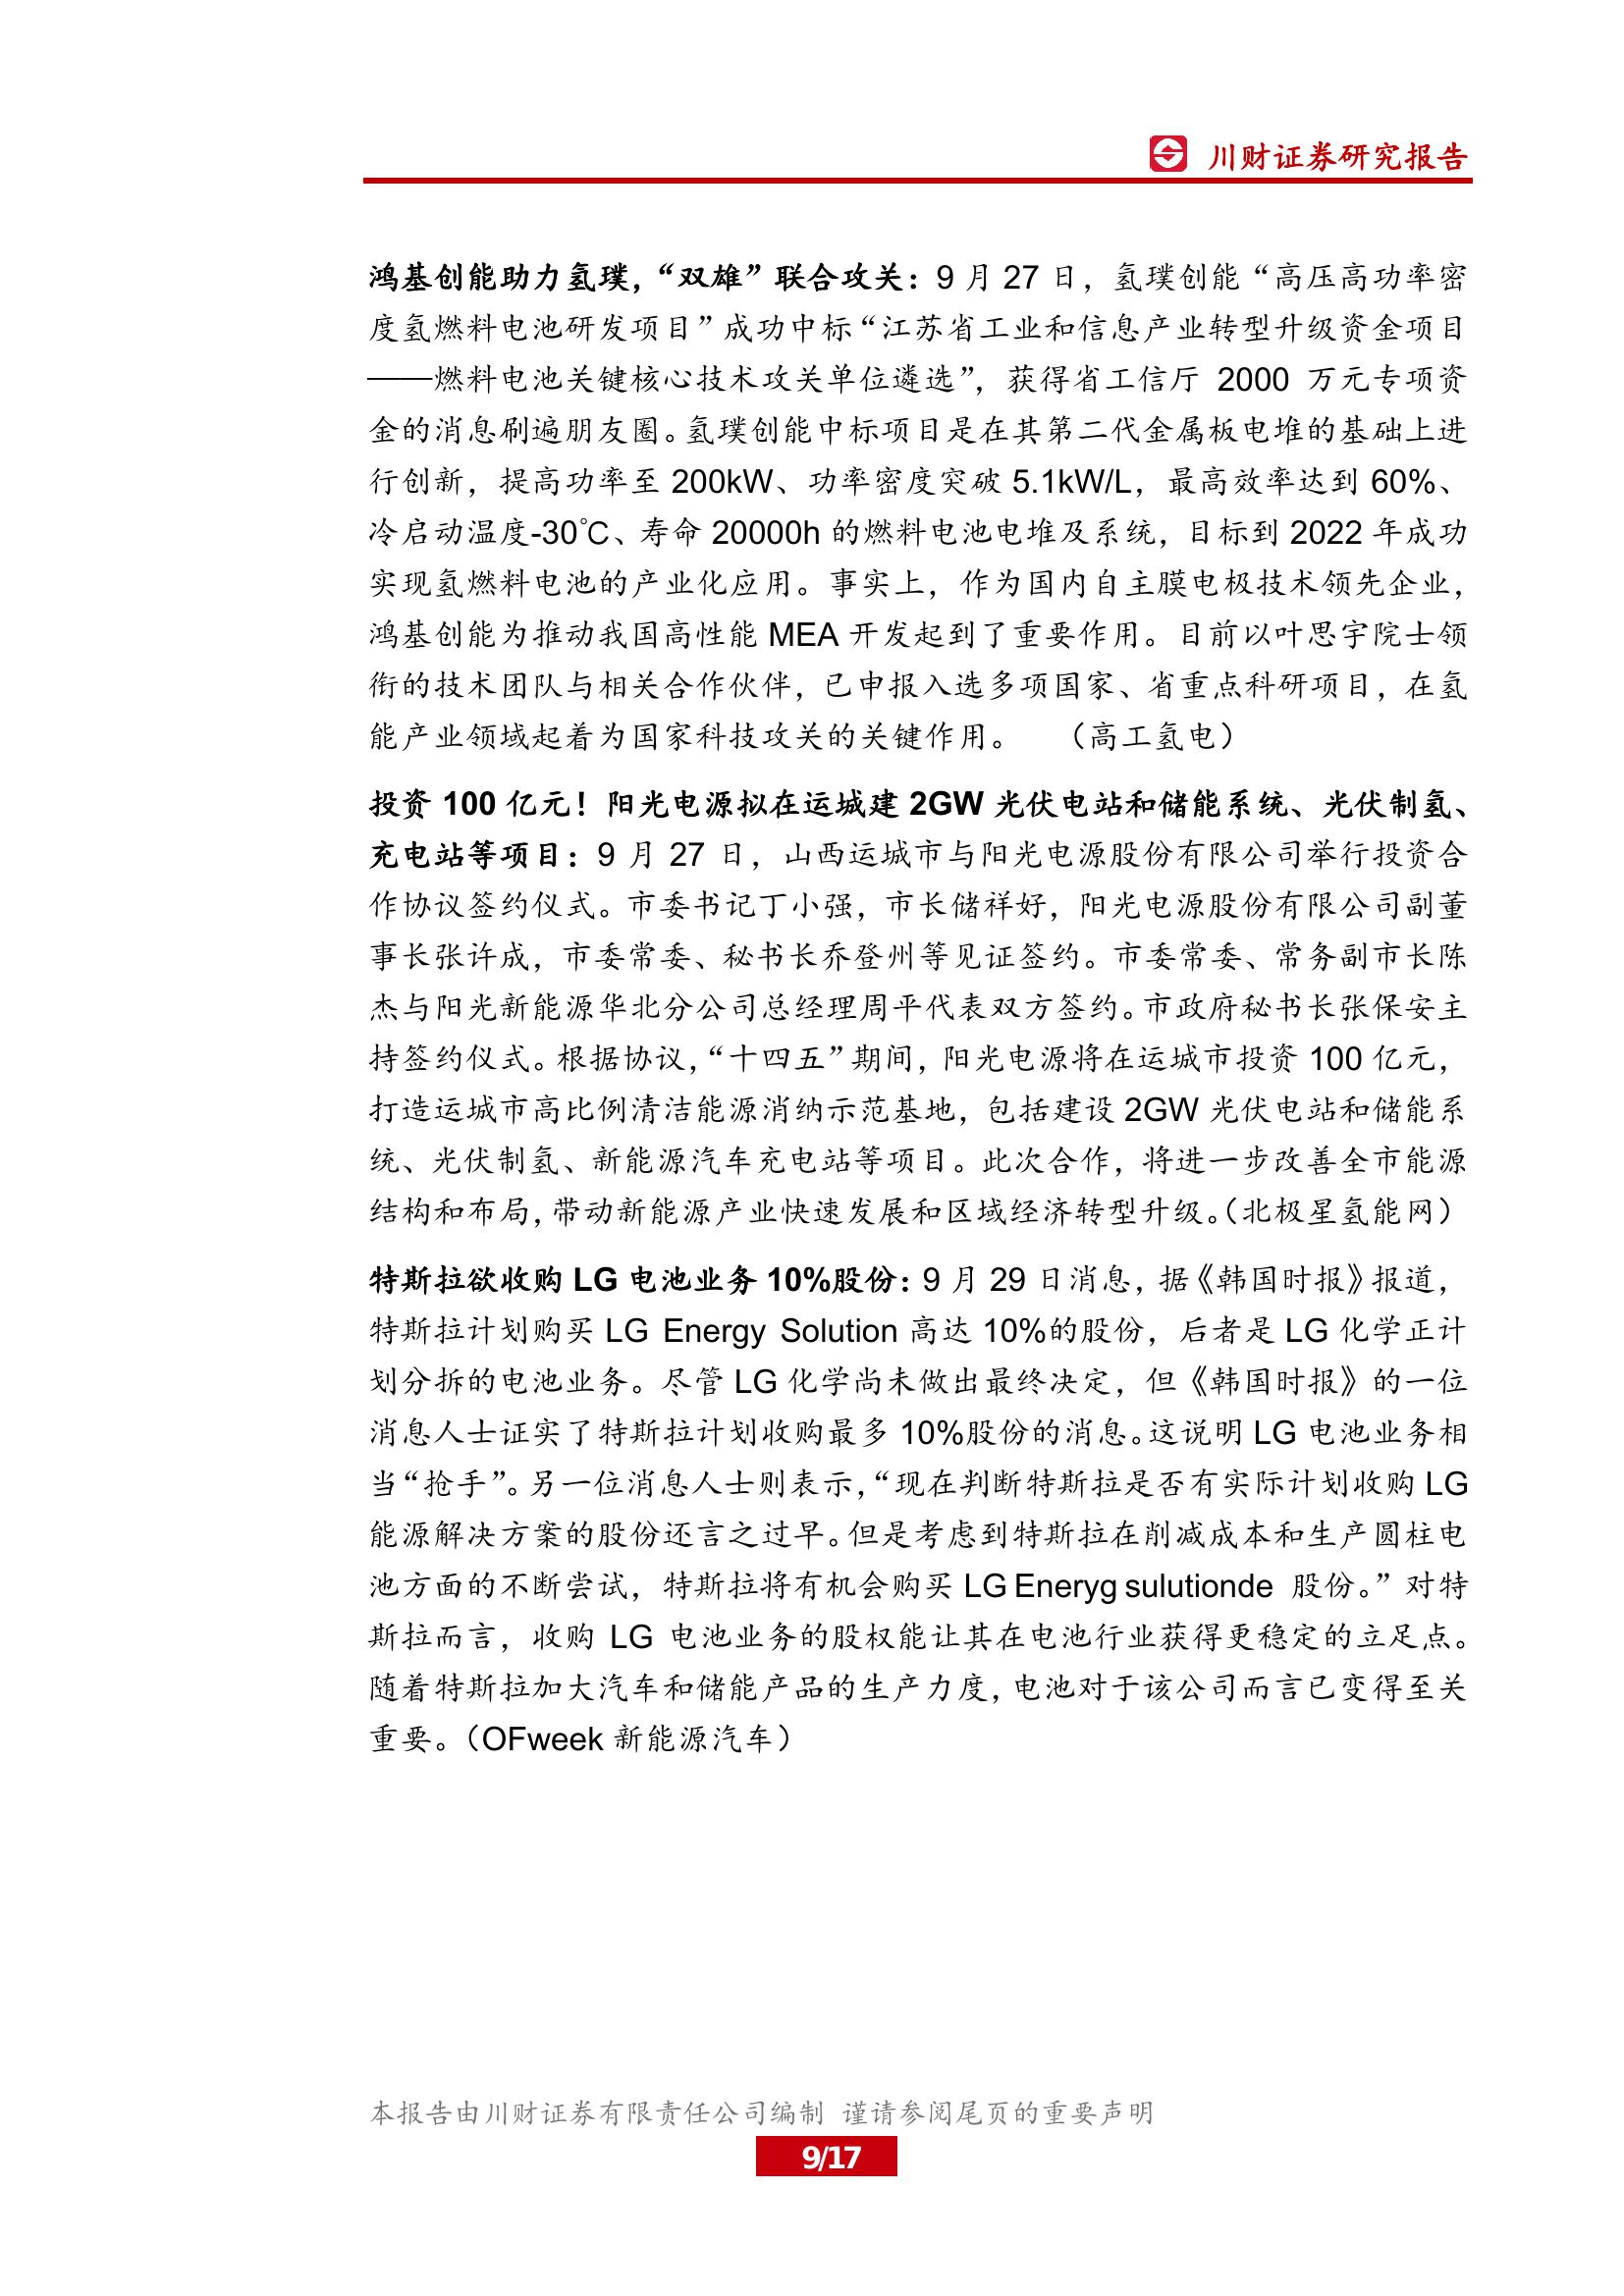 川财证券研究报告
鸿基创能助力氢璞，“双雄”联合攻关：9 月 27 日，氢璞创能“高压高功率密
度氢燃料电池研发项目”成功中标“江苏省工业和信息产业转型升级资金项目
——燃料电池关键核心技术攻关单位遴选”，获得省工信厅 2000 万元专项资
金的消息刷遍朋友圈。氢璞创能中标项目是在其第二代金属板电堆的基础上进
行创新，提高功率至 200kW、功率密度突破 5.1kW/L，最高效率达到 60%、
冷启动温度-30℃、寿命 20000h 的燃料电池电堆及系统，目标到 2022 年成功
实现氢燃料电池的产业化应用。事实上，作为国内自主膜电极技术领先企业，
鸿基创能为推动我国高性能 MEA 开发起到了重要作用。目前以叶思宇院士领
衔的技术团队与相关合作伙伴，已申报入选多项国家、省重点科研项目，在氢
能产业领域起着为国家科技攻关的关键作用。 （高工氢电）
投资 100 亿元！阳光电源拟在运城建 2GW 光伏电站和储能系统、光伏制氢、
充电站等项目：9 月 27 日，山西运城市与阳光电源股份有限公司举行投资合
作协议签约仪式。市委书记丁小强，市长储祥好，阳光电源股份有限公司副董
事长张许成，市委常委、秘书长乔登州等见证签约。市委常委、常务副市长陈
杰与阳光新能源华北分公司总经理周平代表双方签约。市政府秘书长张保安主
持签约仪式。根据协议，“十四五”期间，阳光电源将在运城市投资 100 亿元，
打造运城市高比例清洁能源消纳示范基地，包括建设 2GW 光伏电站和储能系
统、光伏制氢、新能源汽车充电站等项目。此次合作，将进一步改善全市能源
结构和布局，带动新能源产业快速发展和区域经济转型升级。（北极星氢能网）
特斯拉欲收购 LG 电池业务 10%股份：9 月 29 日消息，据《韩国时报》报道，
特斯拉计划购买 LG Energy Solution 高达 10%的股份，后者是 LG 化学正计
划分拆的电池业务。尽管 LG 化学尚未做出最终决定，但《韩国时报》的一位
消息人士证实了特斯拉计划收购最多 10%股份的消息。这说明 LG 电池业务相
当“抢手”。另一位消息人士则表示，“现在判断特斯拉是否有实际计划收购 LG
能源解决方案的股份还言之过早。但是考虑到特斯拉在削减成本和生产圆柱电
池方面的不断尝试，特斯拉将有机会购买 LG Eneryg sulutionde 股份。”对特
斯拉而言，收购 LG 电池业务的股权能让其在电池行业获得更稳定的立足点。
随着特斯拉加大汽车和储能产品的生产力度，电池对于该公司而言已变得至关
重要。（OFweek 新能源汽车）
本报告由川财证券有限责任公司编制 谨请参阅尾页的重要声明
9/17